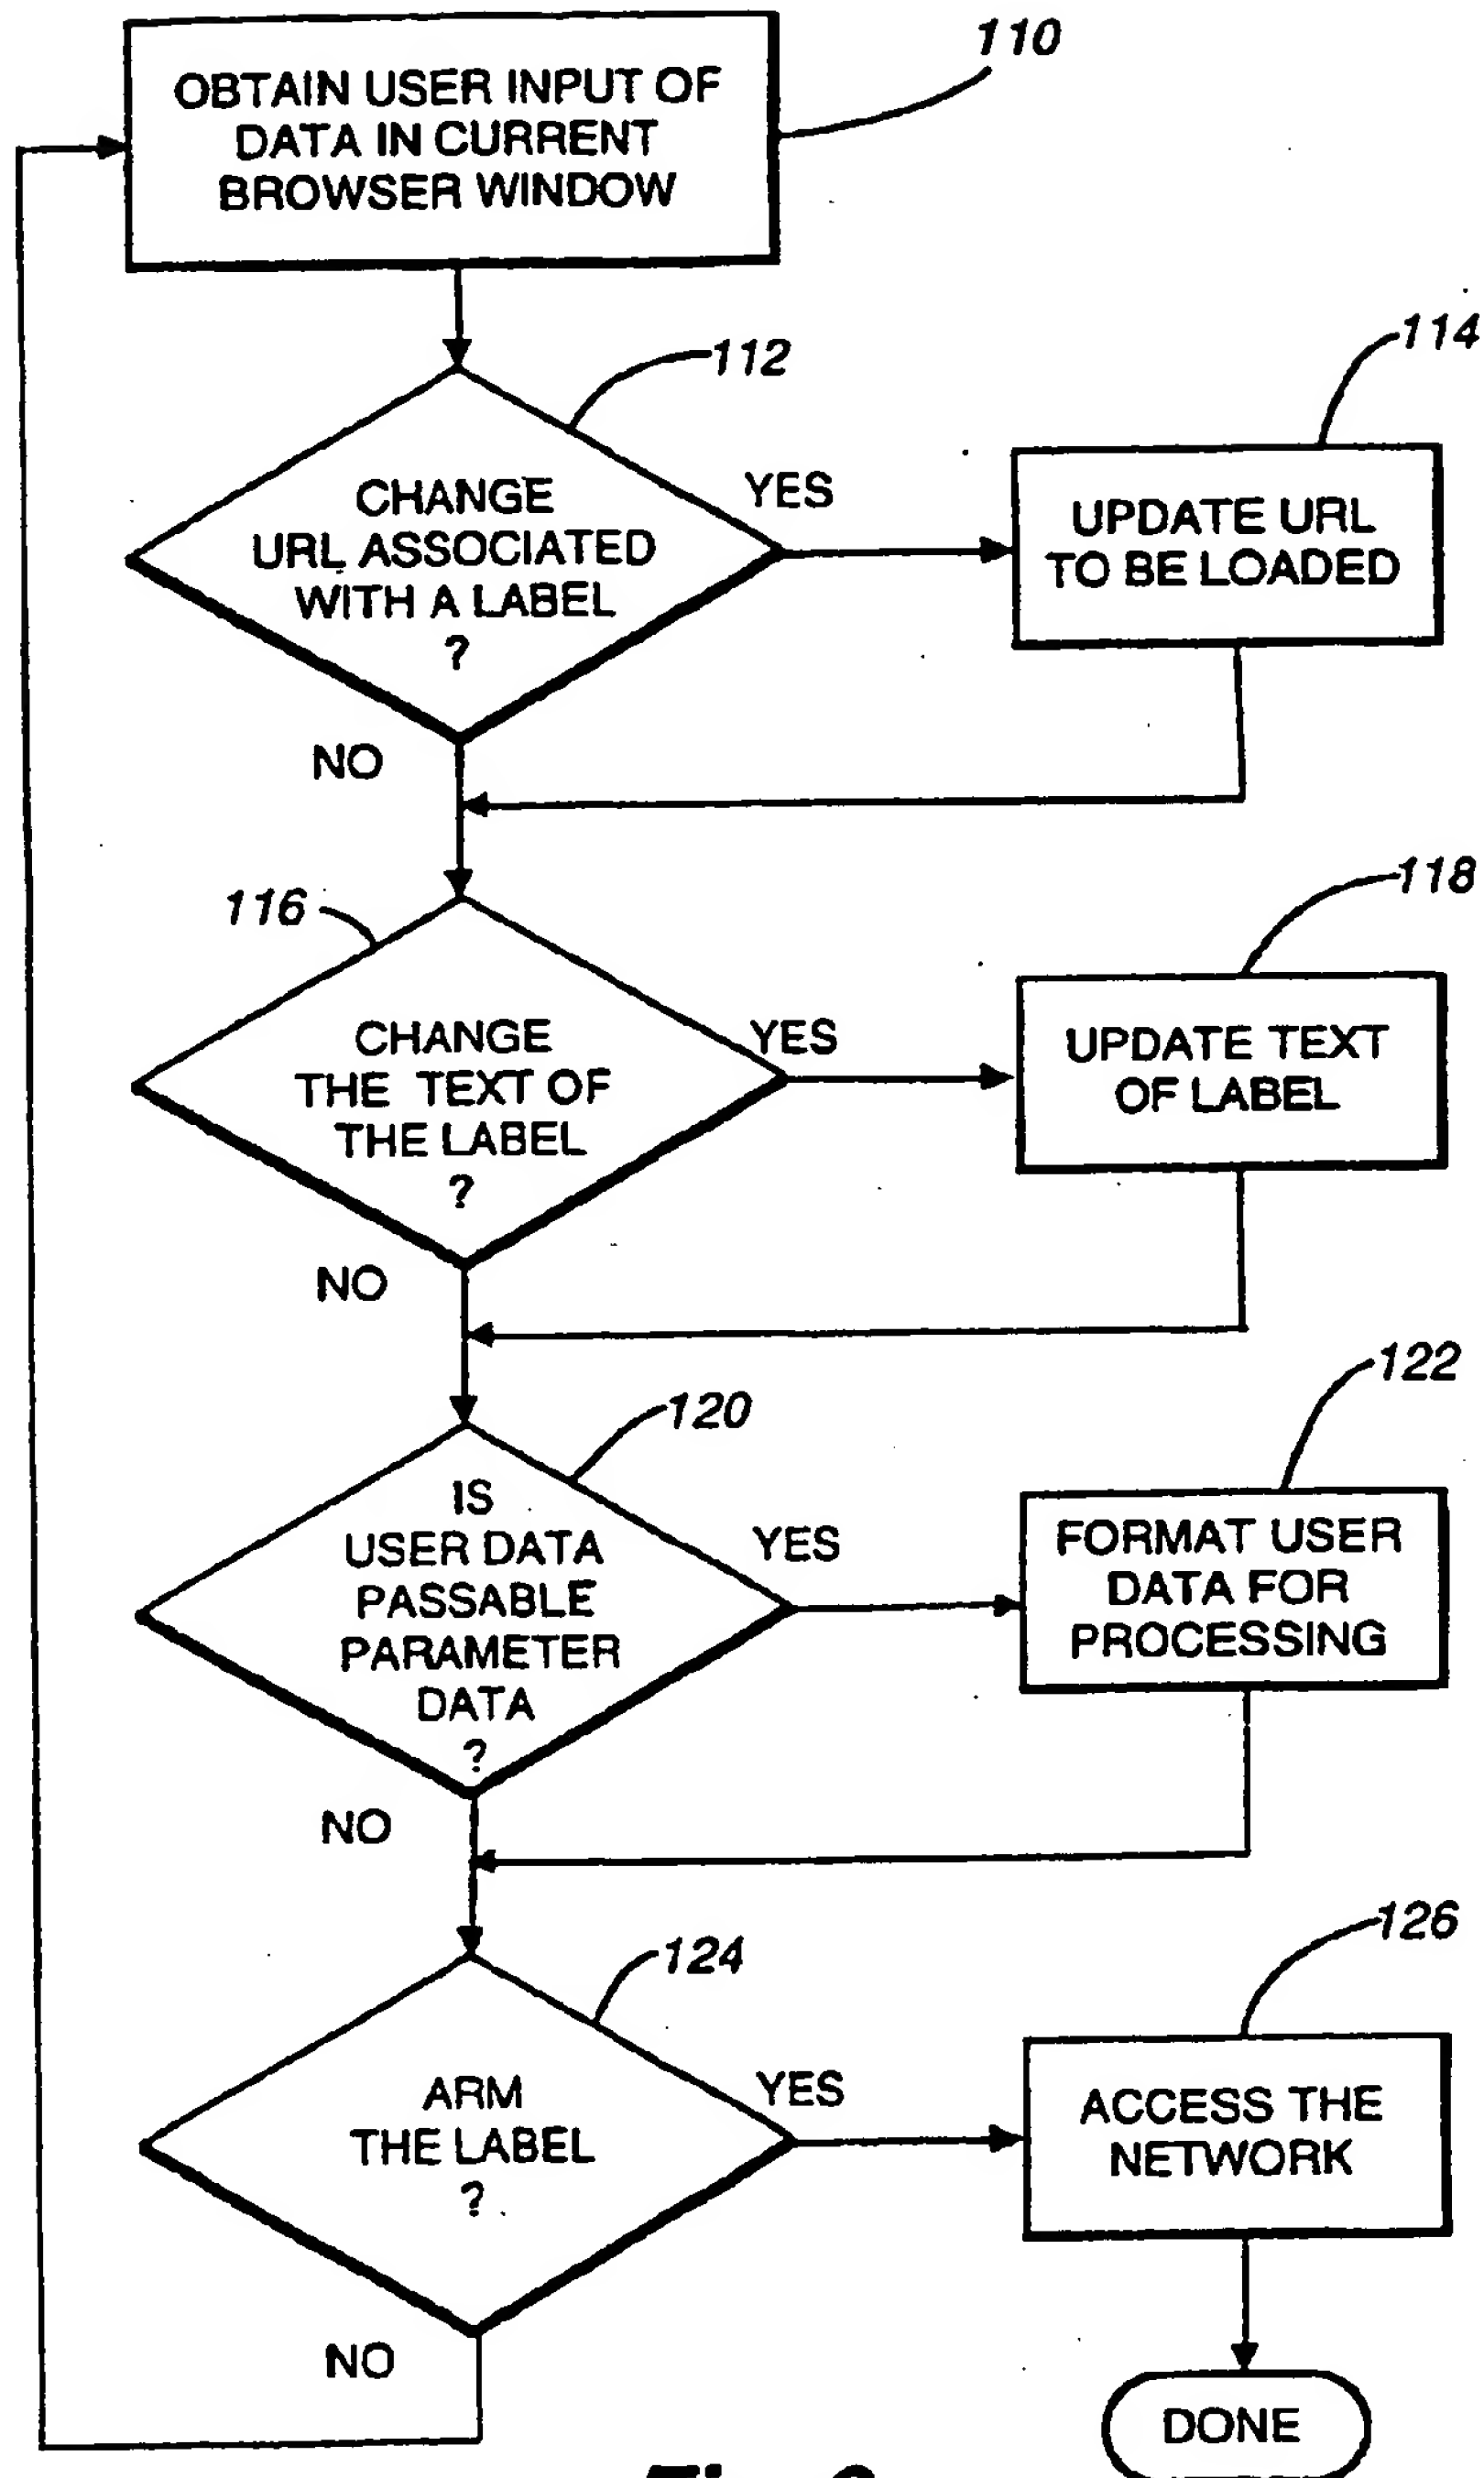 110
OBTAIN USER INPUT OF
DATA IN CURRENT
BROWSER WINDOW
112
114
CHANGE
URL ASSOCIATED
WITH A LABEL
?
YES
UPDATE URL
TO BE LOADED
NO
116
118
CHANGE
THE TEXT OF
THE LABEL
?
YES
UPDATE TEXT
OF LABEL
NO
120
122
IS
USER DATA
PASSABLE
PARAMETER
DATA
?
YES
FORMAT USER
DATA FOR
PROCESSING
NO
124
126
ARM
THE LABEL
?
YES
ACCESS THE
NETWORK
NO
DONE